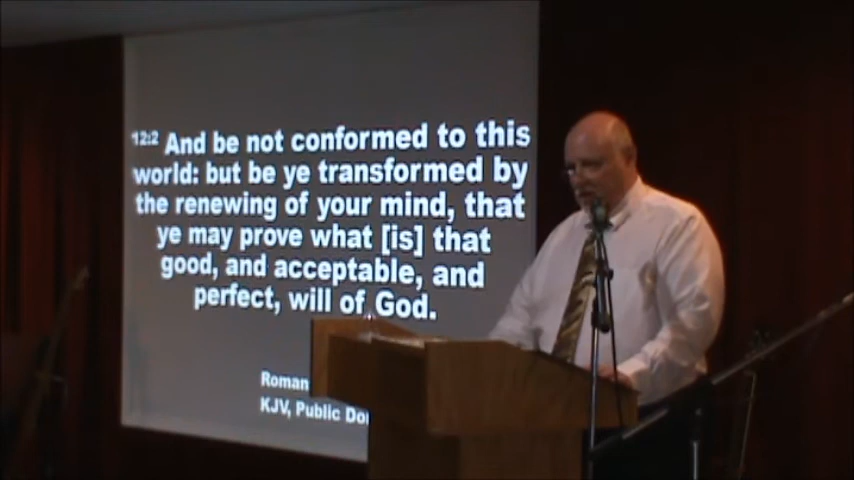 12:2 And be not conformed to this
world: but be ye transformed by
the renewing of your mind, that
ye may prove what [is] that
good, and acceptable, and
perfect, will of God.
Roman
KJV, Public Do